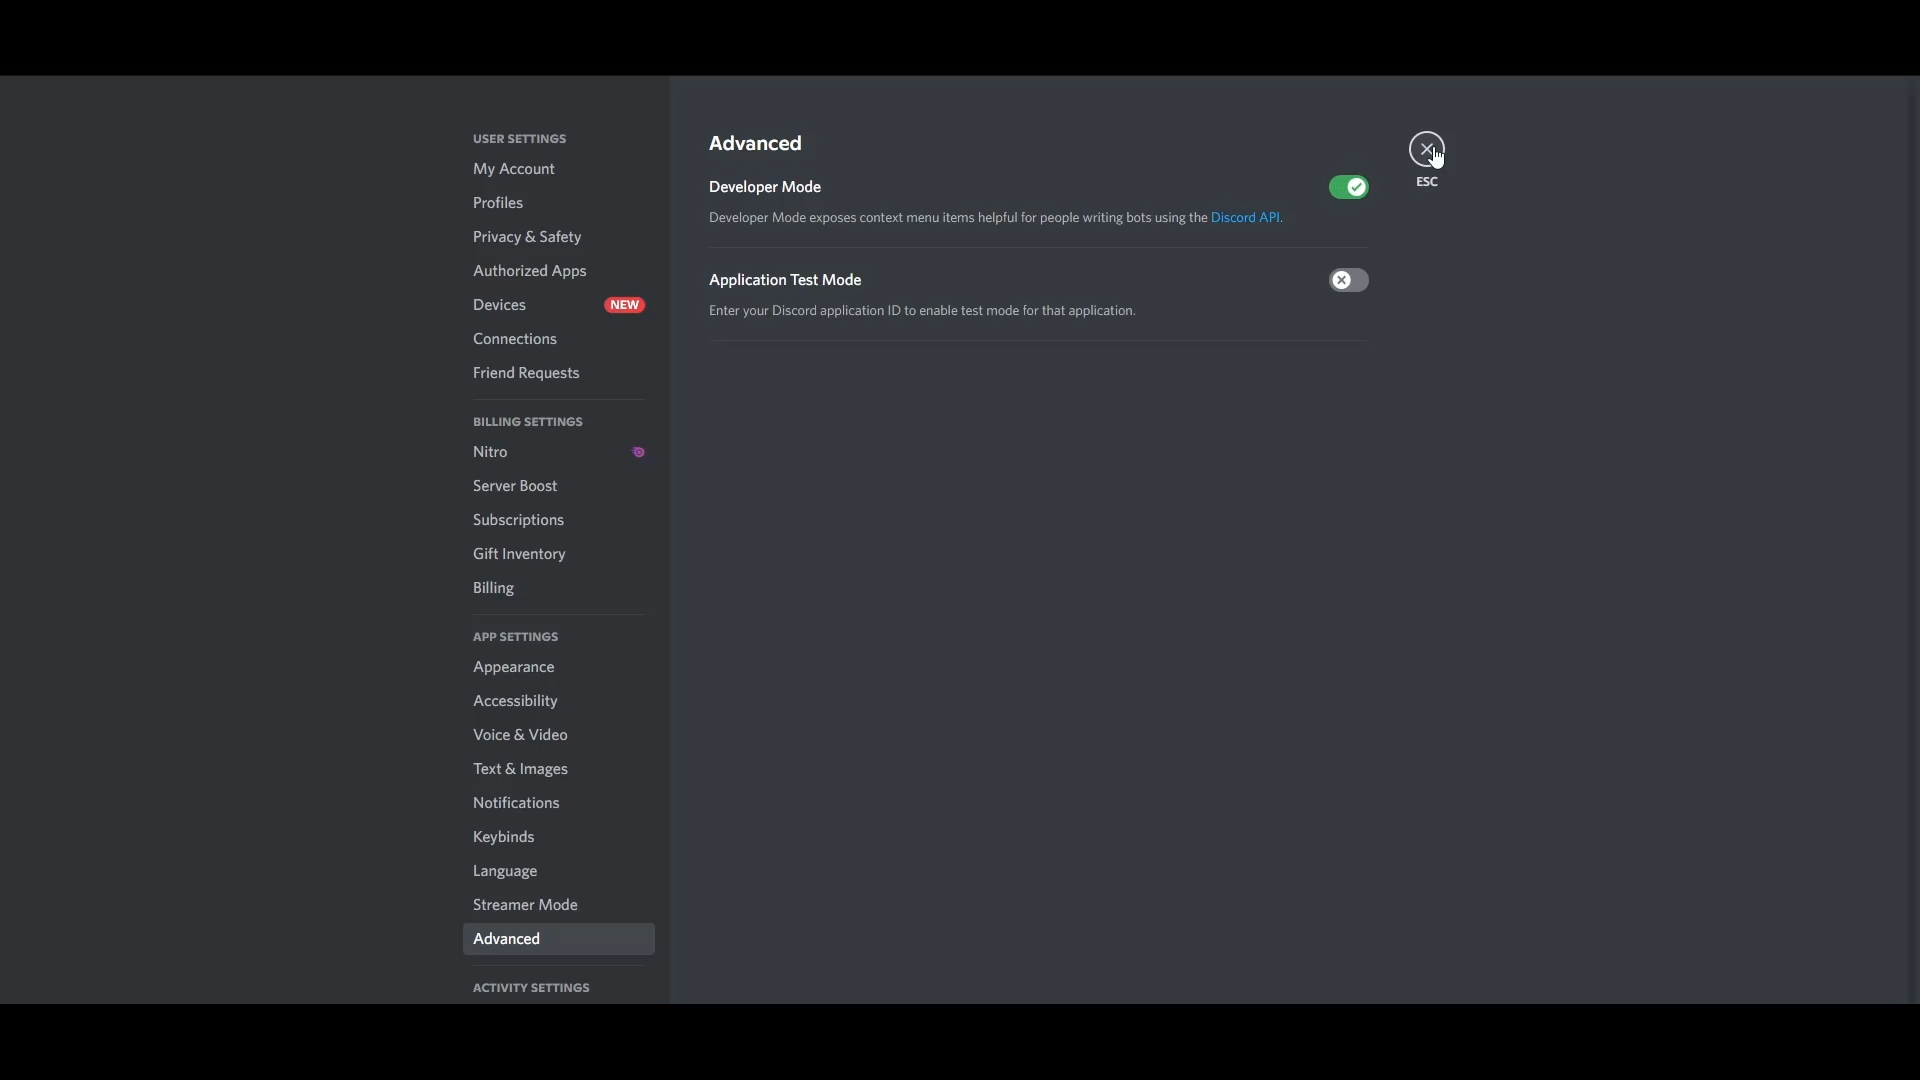 USER SETTINGS
My Account
Profiles
Privacy & Safety
Authorized Apps
Devices NEW
Connections
Friend Requests
BILLING SETTINGS
Nitro
Server Boost
Subscriptions
Gift Inventory
Billing
APP SETTINGS
Appearance
Accessibility
Voice & Video
Text & Images
Notifications
Keybinds
Language
Streamer Mode
Advanced
ACTIVITY SETTINGS
Advanced
Developer Mode
Developer Mode exposes context menu items helpful for people writing bots using the Discord API.
Application Test Mode
Enter your Discord application ID to enable test mode for that application.
ESC